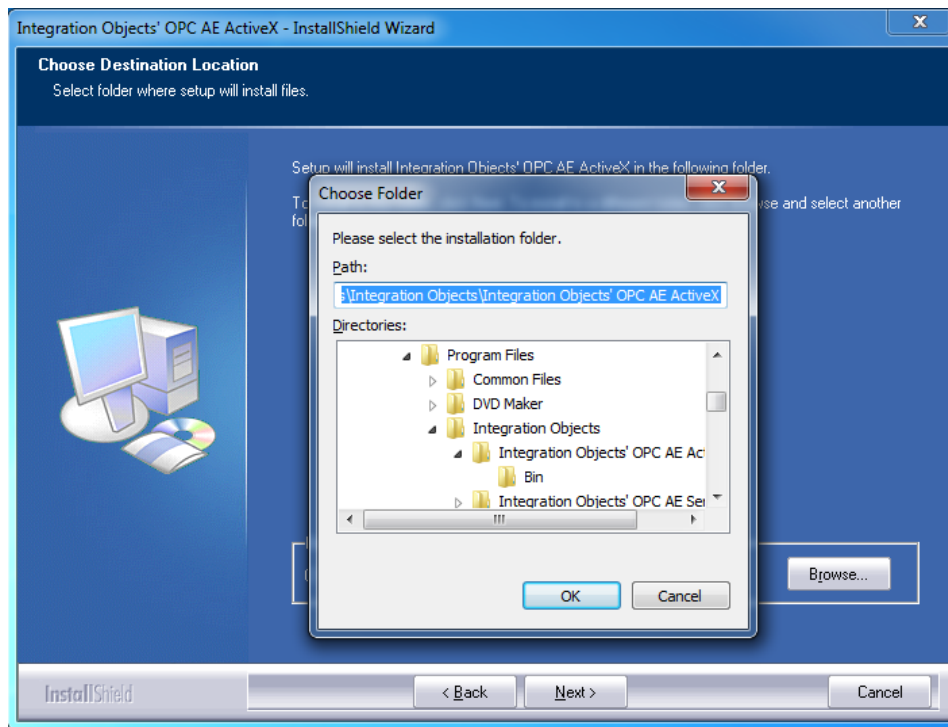 Integration Objects' OPC AE ActiveX - InstallShield Wizard
Choose Destination Location
Select folder where setup will install files.
Setup will install Integration Objects' OPC AE ActiveX in the following folder.
and select another
Choose Folder
Please select the installation folder.
Path:
s\Integration Objects\Integration Objects' OPC AE ActiveX
Directories:
Program Files
Common Files
DVD Maker
Integration Objects
Integration Objects' OPC AE Ac
Bin
Integration Objects' OPC AE Se
Browse...
OK
Cancel
InstallShield
< Back
Next >
Cancel